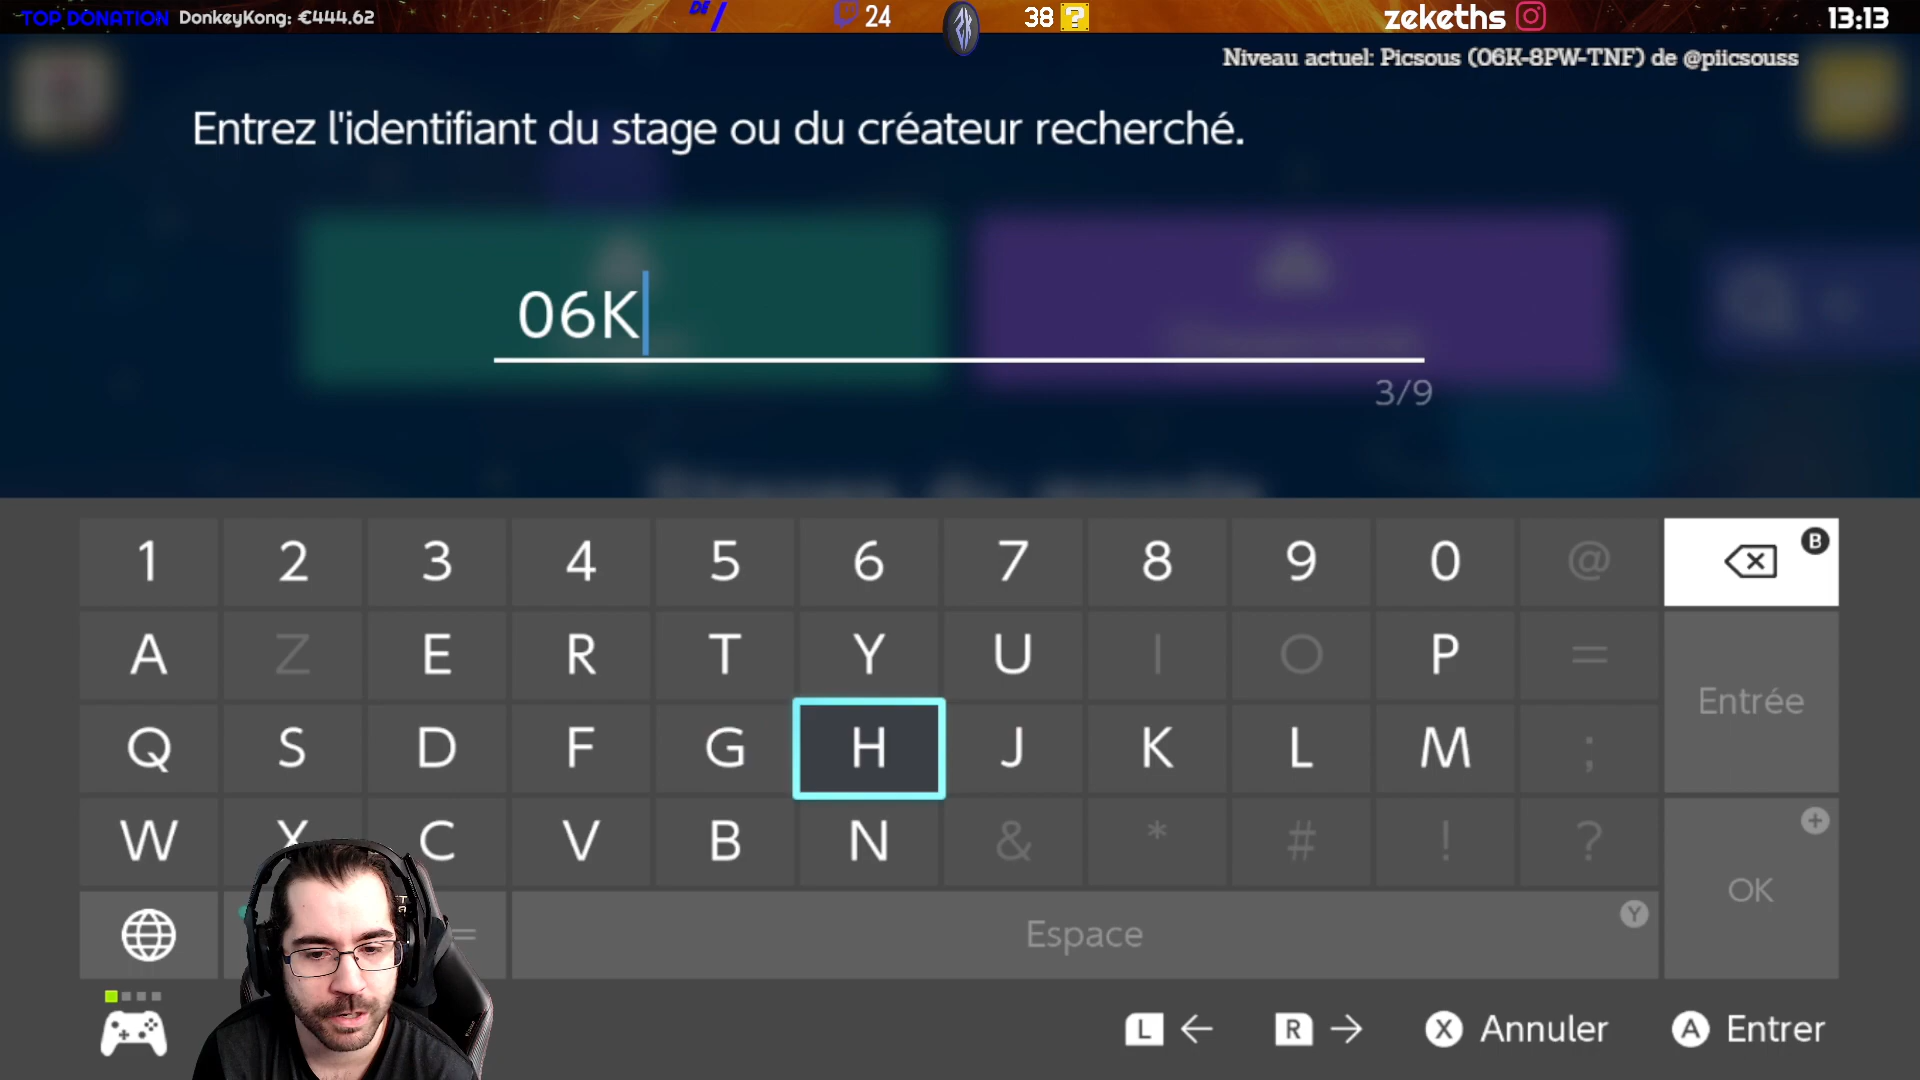 TOP DONATION DonkeyKong: €444.62
24
38 ?
zekeths
13:13
Niveau actuel: Picsous (06K-8PW-TNF) de @piicsouss
Entrez l'identifiant du stage ou du créateur recherché.
06K
3/9
1 2 3 4 5 6 7 8 9 0 @ B
A Z E R T Y U I O P =
Entrée
Q S D F G H J K L M ;
W X C V B N & * # ! ? +
OK
= Espace Y
L ← R → X Annuler A Entrer